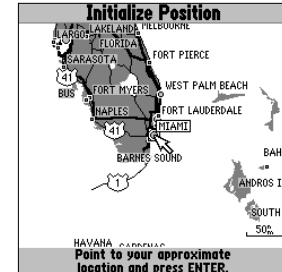 Initialize Position
LARGO
LAKELAND
MELBOURNE
FLORIDA
FORT PIERCE
SARASOTA
41
BUS
FORT MYERS
WEST PALM BEACH
NAPLES
FORT LAUDERDALE
41
MIAMI
BARNES SOUND
BAH
1
ANDROS I
SOUTH
HAVANA
CARDENAS
Point to your approximate
location and press ENTER.